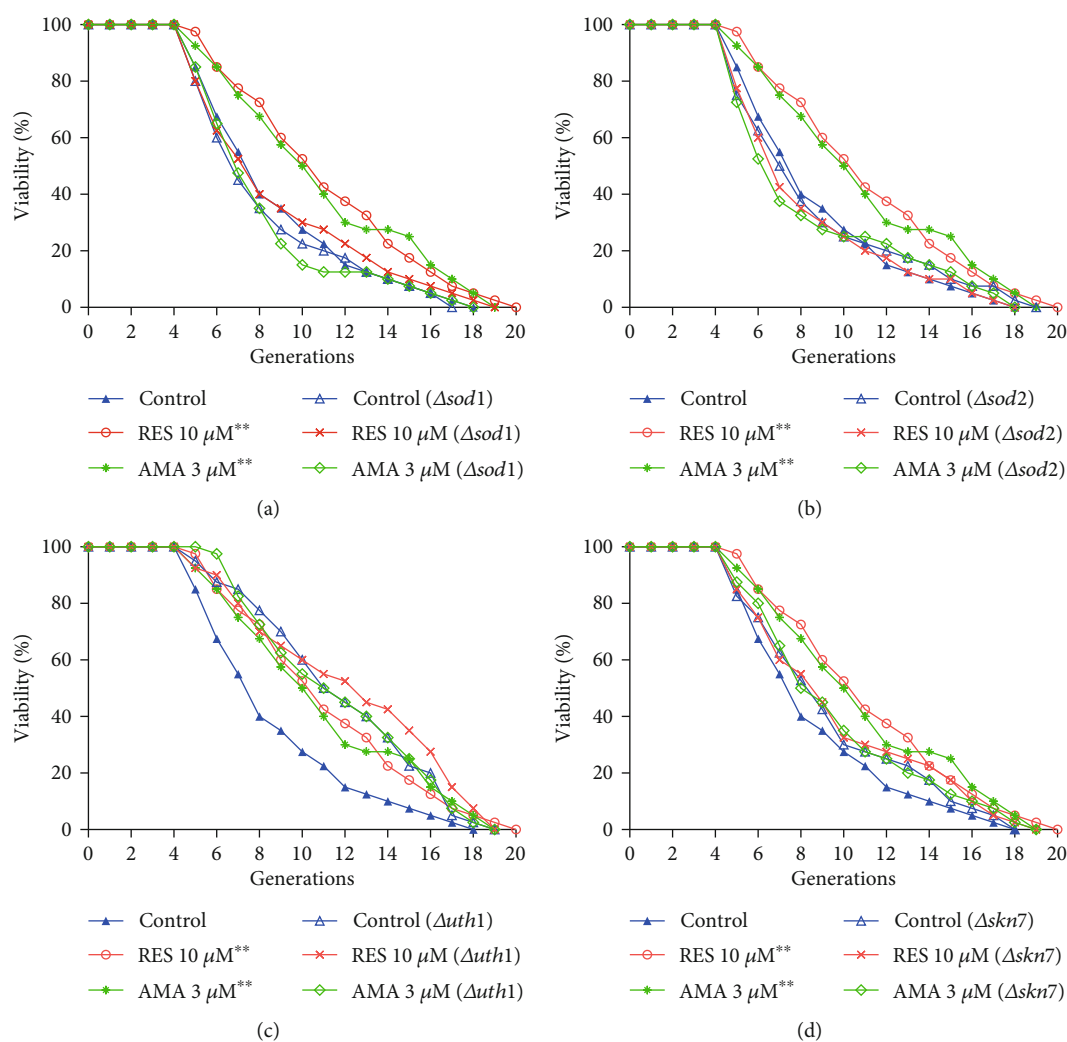 100
80
60
40
20
0
Viability (%)
0 2 4 6 8 10 12 14 16 18 20
Generations
Control
Control (Δsod1)
RES 10 μM**
RES 10 μM (Δsod1)
AMA 3 μM**
AMA 3 μM (Δsod1)
(a)
100
80
60
40
20
0
Viability (%)
0 2 4 6 8 10 12 14 16 18 20
Generations
Control
Control (Δsod2)
RES 10 μM**
RES 10 μM (Δsod2)
AMA 3 μM**
AMA 3 μM (Δsod2)
(b)
100
80
60
40
20
0
Viability (%)
0 2 4 6 8 10 12 14 16 18 20
Generations
Control
Control (Δuth1)
RES 10 μM**
RES 10 μM (Δuth1)
AMA 3 μM**
AMA 3 μM (Δuth1)
(c)
100
80
60
40
20
0
Viability (%)
0 2 4 6 8 10 12 14 16 18 20
Generations
Control
Control (Δskn7)
RES 10 μM**
RES 10 μM (Δskn7)
AMA 3 μM**
AMA 3 μM (Δskn7)
(d)